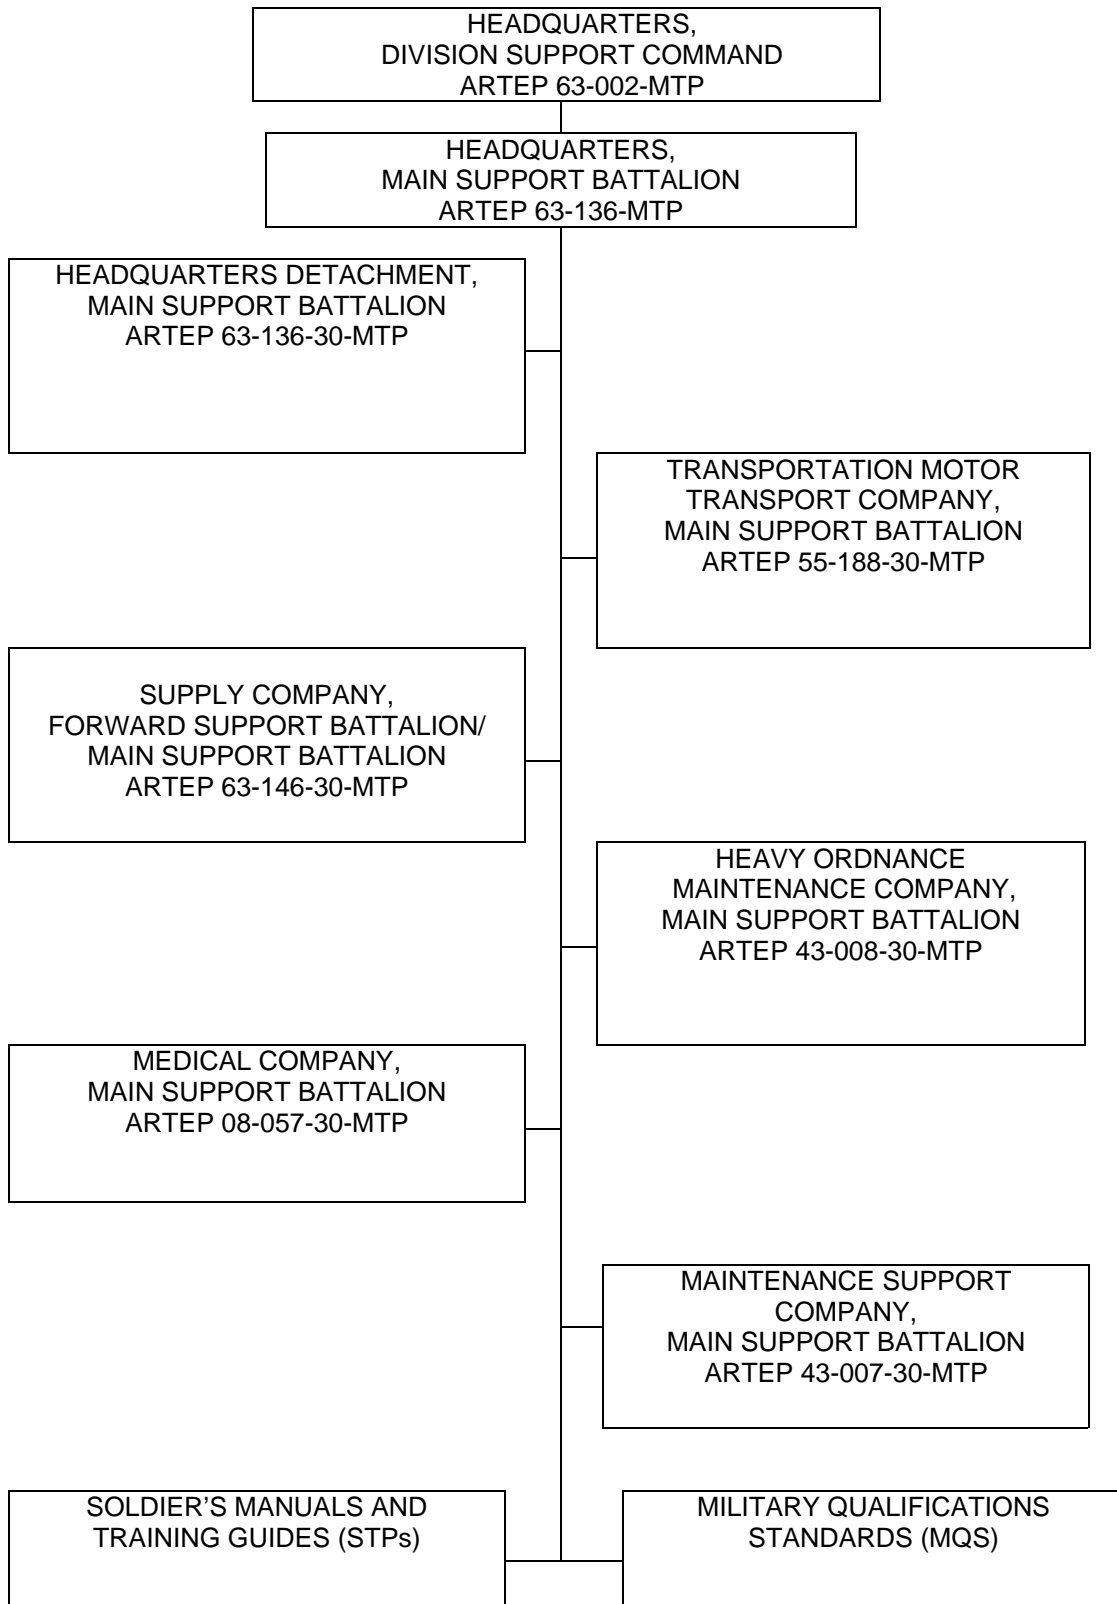 HEADQUARTERS,
DIVISION SUPPORT COMMAND
ARTEP 63-002-MTP
HEADQUARTERS,
MAIN SUPPORT BATTALION
ARTEP 63-136-MTP
HEADQUARTERS DETACHMENT,
MAIN SUPPORT BATTALION
ARTEP 63-136-30-MTP
TRANSPORTATION MOTOR
TRANSPORT COMPANY,
MAIN SUPPORT BATTALION
ARTEP 55-188-30-MTP
SUPPLY COMPANY,
FORWARD SUPPORT BATTALION/
MAIN SUPPORT BATTALION
ARTEP 63-146-30-MTP
HEAVY ORDNANCE
MAINTENANCE COMPANY,
MAIN SUPPORT BATTALION
ARTEP 43-008-30-MTP
MEDICAL COMPANY,
MAIN SUPPORT BATTALION
ARTEP 08-057-30-MTP
MAINTENANCE SUPPORT
COMPANY,
MAIN SUPPORT BATTALION
ARTEP 43-007-30-MTP
SOLDIER’S MANUALS AND
TRAINING GUIDES (STPs)
MILITARY QUALIFICATIONS
STANDARDS (MQS)